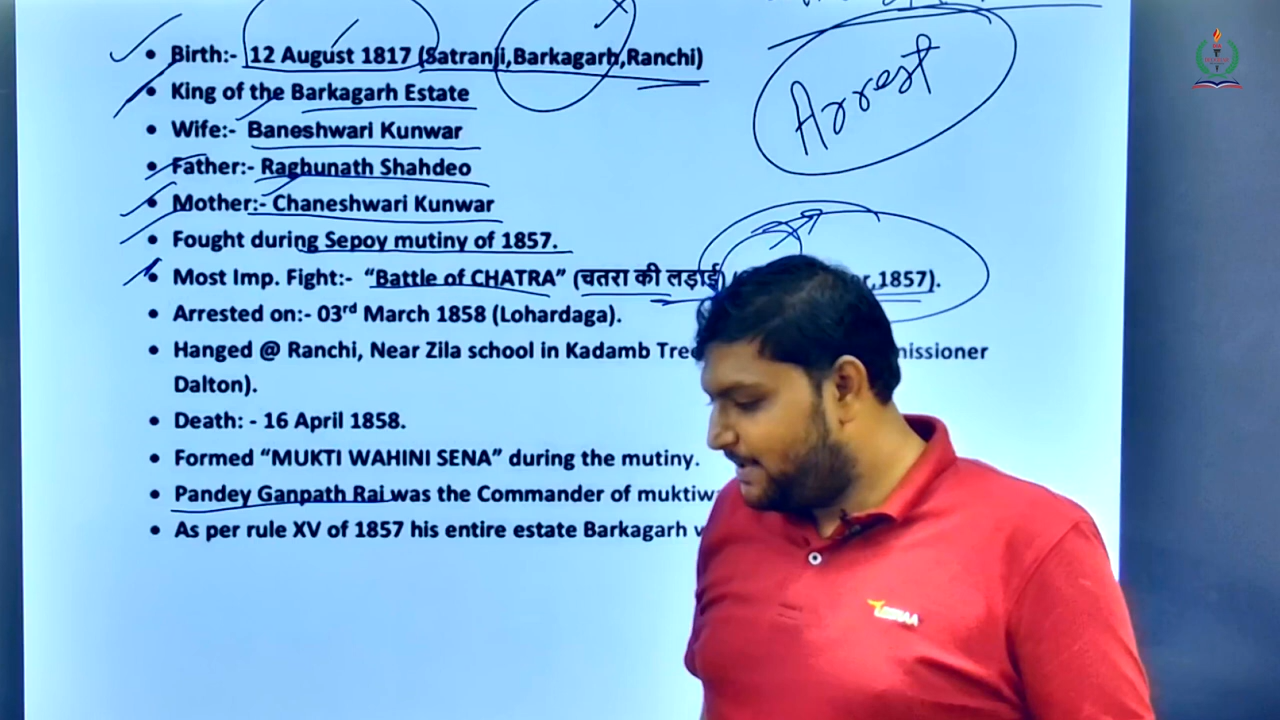 Birth:- 12 August 1817 (Satranji,Barkagarh,Ranchi)
Arrest
King of the Barkagarh Estate
Wife:- Baneshwari Kunwar
Father:- Raghunath Shahdeo
Mother:- Chaneshwari Kunwar
Fought during Sepoy mutiny of 1857.
Most Imp. Fight:- “Battle of CHATRA” (चतरा की लड़ाई) ,1857).
Arrested on:- 03rd March 1858 (Lohardaga).
Hanged @ Ranchi, Near Zila school in Kadamb
Dalton).
Death: - 16 April 1858.
Formed “MUKTI WAHINI SENA” during the mutiny.
Pandey Ganpath Rai was the Commander of
As per rule XV of 1857 his entire estate Barkagarh